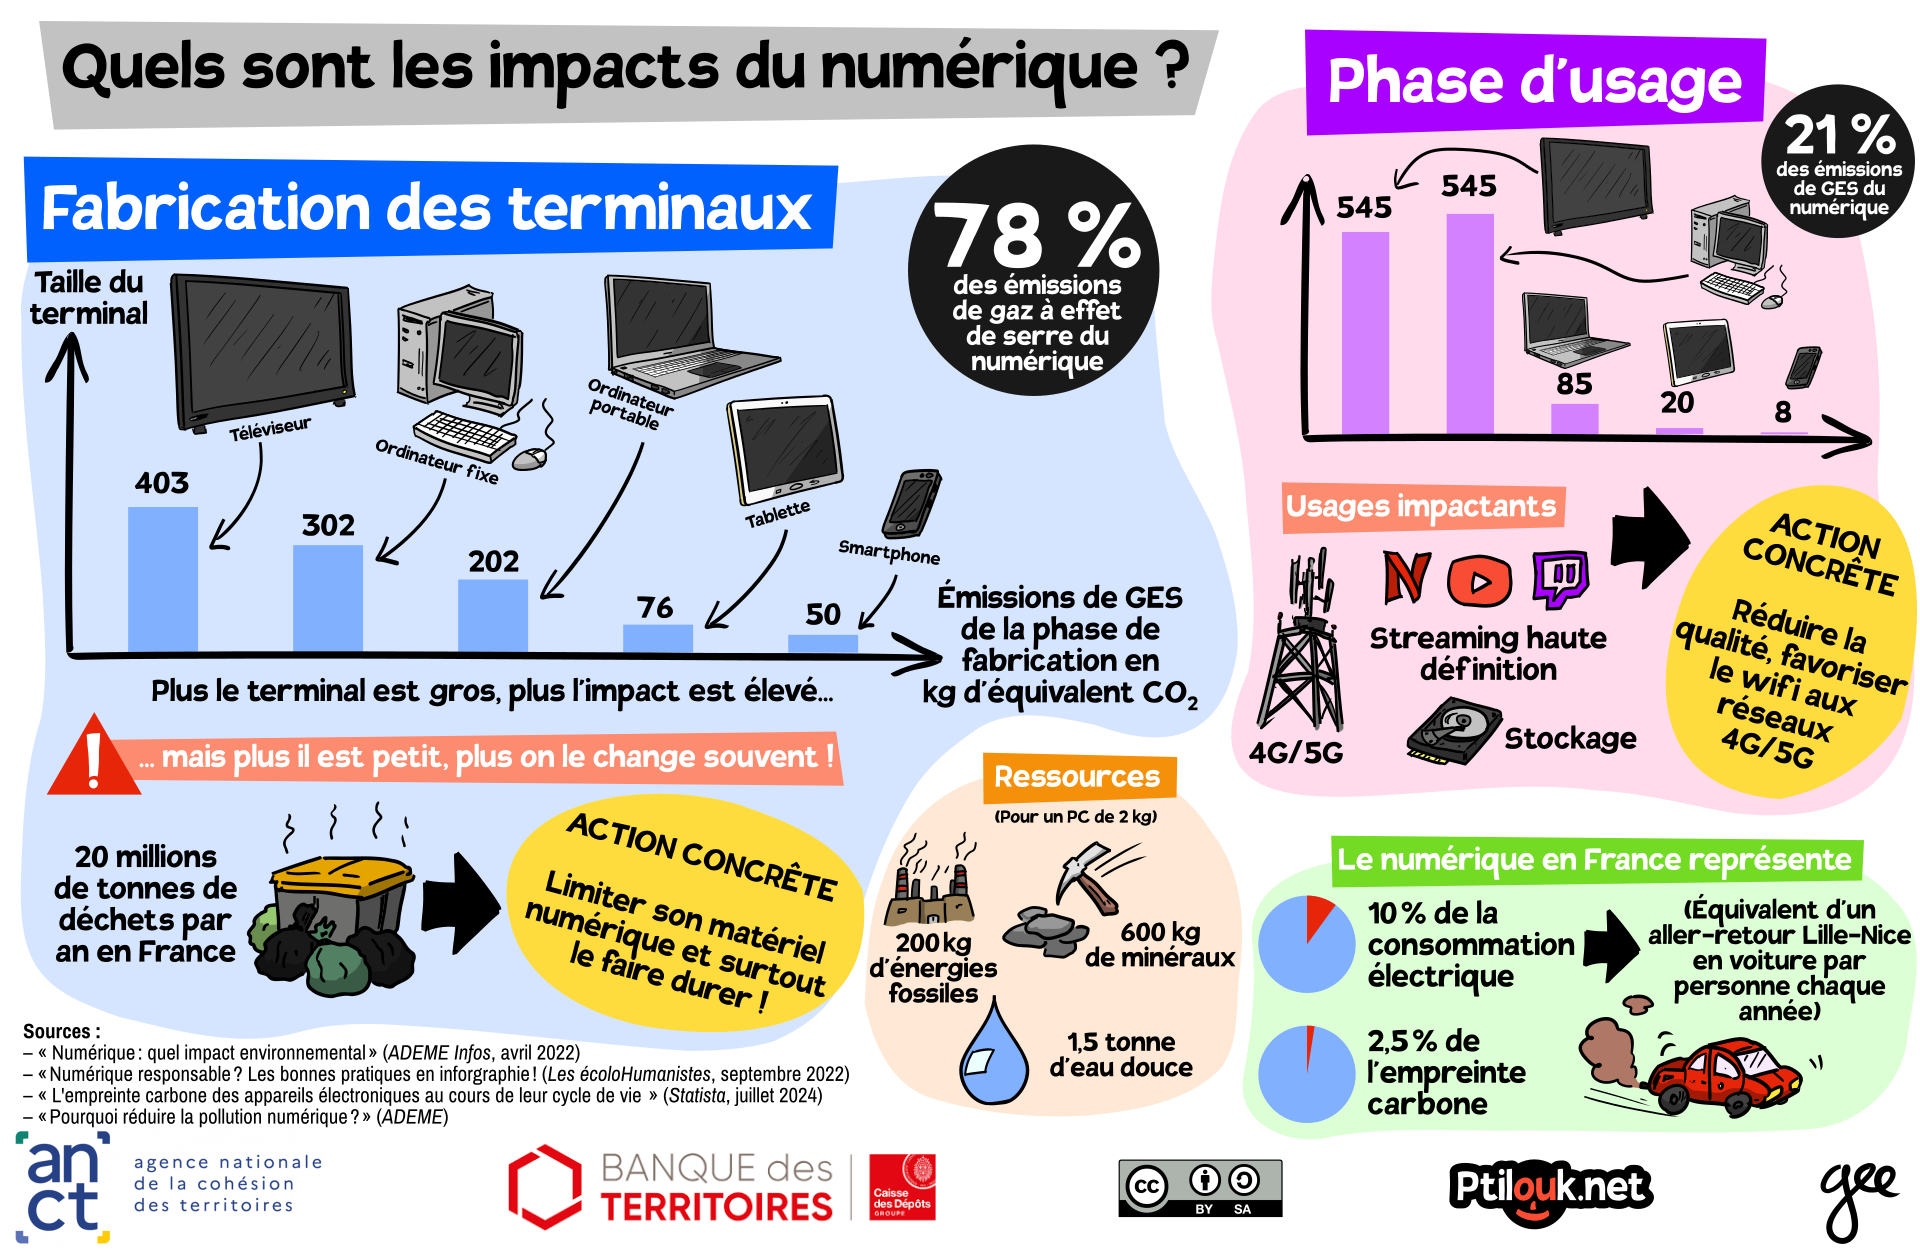 Quels sont les impacts du numérique ?
Fabrication des terminaux
78 %
des émissions
de gaz à effet
de serre du
numérique
Taille du
terminal
Téléviseur
Ordinateur fixe
Ordinateur
portable
Tablette
Smartphone
403
302
202
76
50
Émissions de GES
de la phase de
fabrication en
kg d'équivalent CO₂
Plus le terminal est gros, plus l'impact est élevé...
!
... mais plus il est petit, plus on le change souvent !
20 millions
de tonnes de
déchets par
an en France
ACTION CONCRÊTE
Limiter son matériel
numérique et surtout
le faire durer !
Ressources
(Pour un PC de 2 kg)
200 kg
d'énergies
fossiles
600 kg
de minéraux
1,5 tonne
d'eau douce
Phase d'usage
21 %
des émissions
de GES du
numérique
545
545
85
20
8
Usages impactants
N
Streaming haute
définition
4G/5G
Stockage
ACTION
CONCRÊTE
Réduire la
qualité, favoriser
le wifi aux
réseaux
4G/5G
Le numérique en France représente
10 % de la
consommation
électrique
(Équivalent d'un
aller-retour Lille-Nice
en voiture par
personne chaque
année)
2,5 % de
l'empreinte
carbone
Sources :
– « Numérique : quel impact environnemental » (ADEME Infos, avril 2022)
– « Numérique responsable ? Les bonnes pratiques en inforgraphie ! (Les écoloHumanistes, septembre 2022)
– « L'empreinte carbone des appareils électroniques au cours de leur cycle de vie » (Statista, juillet 2024)
– « Pourquoi réduire la pollution numérique ? » (ADEME)
an
ct
agence nationale
de la cohésion
des territoires
BANQUE des
TERRITOIRES
Caisse
des Dépôts
GROUPE
cc
BY SA
Ptilouk.net
gee